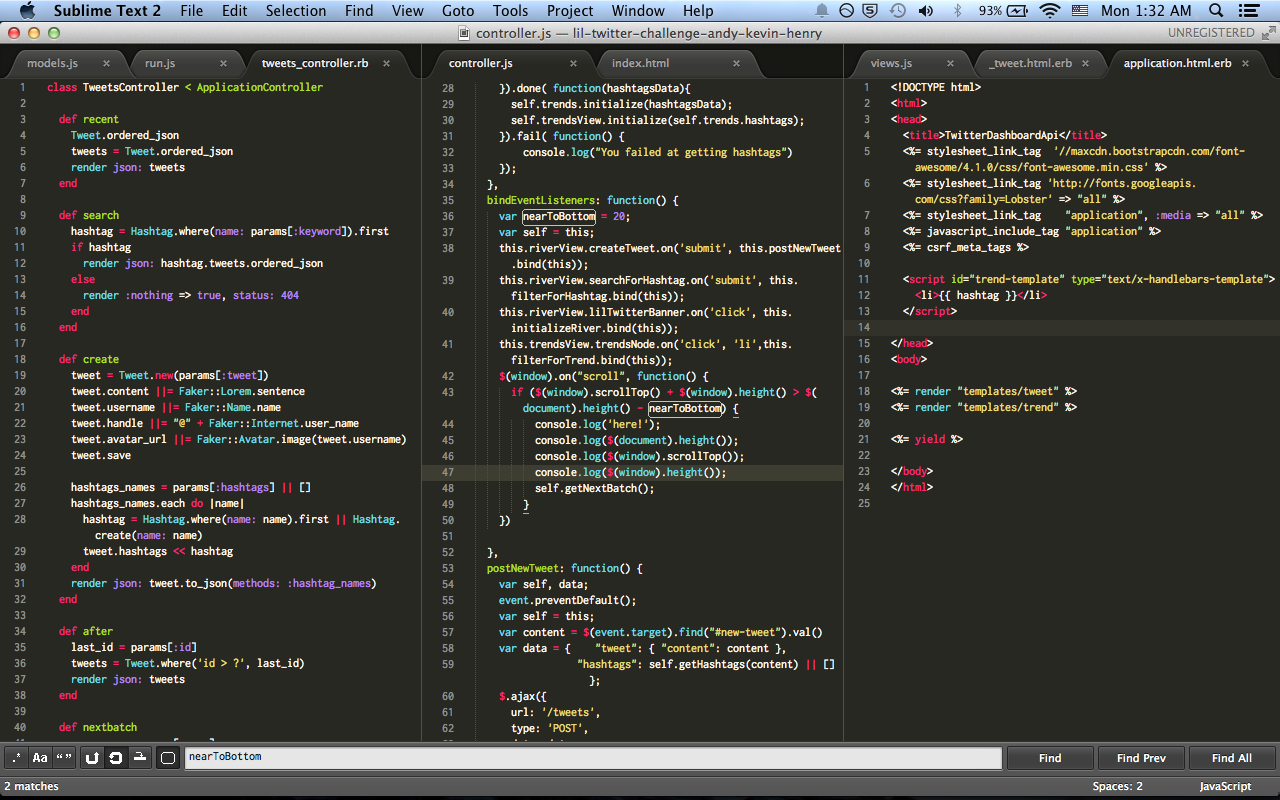 Sublime Text 2 File Edit Selection Find View Goto Tools Project Window Help 93% Mon 1:32 AM
controller.js — lil-twitter-challenge-andy-kevin-henry UNREGISTERED
models.js × run.js × tweets_controller.rb ×
1 class TweetsController < ApplicationController
2
3 def recent
4 Tweet.ordered_json
5 tweets = Tweet.ordered_json
6 render json: tweets
7 end
8
9 def search
10 hashtag = Hashtag.where(name: params[:keyword]).first
11 if hashtag
12 render json: hashtag.tweets.ordered_json
13 else
14 render :nothing => true, status: 404
15 end
16 end
17
18 def create
19 tweet = Tweet.new(params[:tweet])
20 tweet.content ||= Faker::Lorem.sentence
21 tweet.username ||= Faker::Name.name
22 tweet.handle ||= "@" + Faker::Internet.user_name
23 tweet.avatar_url ||= Faker::Avatar.image(tweet.username)
24 tweet.save
25
26 hashtags_names = params[:hashtags] || []
27 hashtags_names.each do |name|
28 hashtag = Hashtag.where(name: name).first || Hashtag.
create(name: name)
29 tweet.hashtags << hashtag
30 end
31 render json: tweet.to_json(methods: :hashtag_names)
32 end
33
34 def after
35 last_id = params[:id]
36 tweets = Tweet.where('id > ?', last_id)
37 render json: tweets
38 end
39
40 def nextbatch
controller.js × index.html ×
28 }).done( function(hashtagsData){
29 self.trends.initialize(hashtagsData);
30 self.trendsView.initialize(self.trends.hashtags);
31 }).fail( function() {
32 console.log("You failed at getting hashtags")
33 });
34 },
35 bindEventListeners: function() {
36 var nearToBottom = 20;
37 var self = this;
38 this.riverView.createTweet.on('submit', this.postNewTweet
.bind(this));
39 this.riverView.searchForHashtag.on('submit', this.
filterForHashtag.bind(this));
40 this.riverView.lilTwitterBanner.on('click', this.
initializeRiver.bind(this));
41 this.trendsView.trendsNode.on('click', 'li',this.
filterForTrend.bind(this));
42 $(window).on("scroll", function() {
43 if ($(window).scrollTop() + $(window).height() > $(
document).height() - nearToBottom) {
44 console.log('here!');
45 console.log($(document).height());
46 console.log($(window).scrollTop());
47 console.log($(window).height());
48 self.getNextBatch();
49 }
50 })
51
52 },
53 postNewTweet: function() {
54 var self, data;
55 event.preventDefault();
56 var self = this;
57 var content = $(event.target).find("#new-tweet").val()
58 var data = { "tweet": { "content": content },
59 "hashtags": self.getHashtags(content) || []
};
60 $.ajax({
61 url: '/tweets',
62 type: 'POST',
views.js × _tweet.html.erb × application.html.erb ×
1 <!DOCTYPE html>
2 <html>
3 <head>
4 <title>TwitterDashboardApi</title>
5 <%= stylesheet_link_tag '//maxcdn.bootstrapcdn.com/font-
awesome/4.1.0/css/font-awesome.min.css' %>
6 <%= stylesheet_link_tag 'http://fonts.googleapis.
com/css?family=Lobster' => "all" %>
7 <%= stylesheet_link_tag "application", :media => "all" %>
8 <%= javascript_include_tag "application" %>
9 <%= csrf_meta_tags %>
10
11 <script id="trend-template" type="text/x-handlebars-template">
12 <li>{{ hashtag }}</li>
13 </script>
14
15 </head>
16 <body>
17
18 <%= render "templates/tweet" %>
19 <%= render "templates/trend" %>
20
21 <%= yield %>
22
23 </body>
24 </html>
25
.* Aa “” nearToBottom Find Find Prev Find All
2 matches Spaces: 2 JavaScript